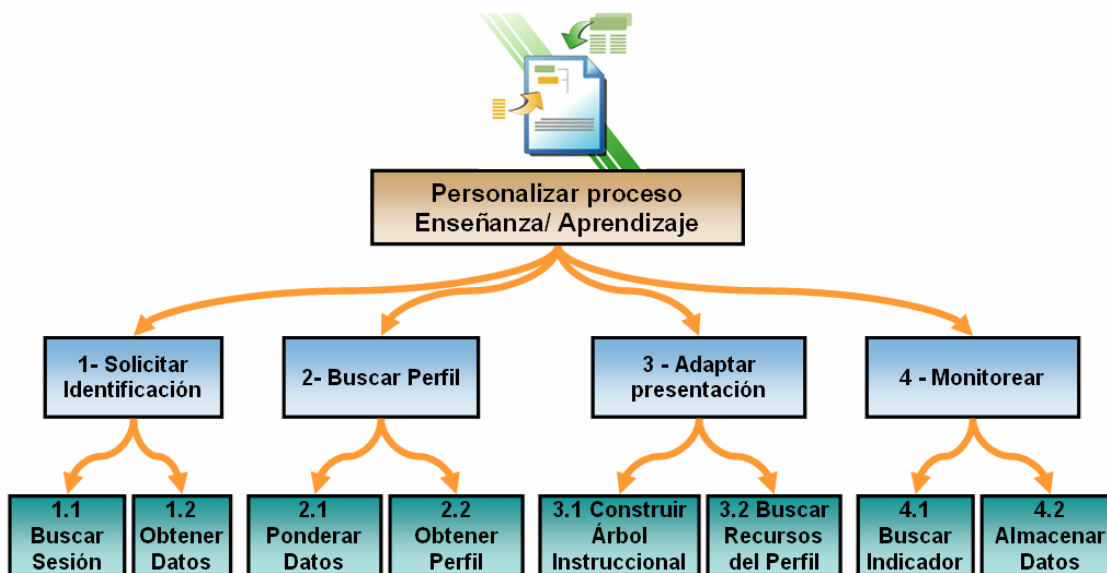 Personalizar proceso
Enseñanza/ Aprendizaje
1- Solicitar
Identificación
2- Buscar Perfil
3 - Adaptar
presentación
4 - Monitorear
1.1
Buscar
Sesión
1.2
Obtener
Datos
2.1
Ponderar
Datos
2.2
Obtener
Perfil
3.1 Construir
Árbol
Instruccional
3.2 Buscar
Recursos
del Perfil
4.1
Buscar
Indicador
4.2
Almacenar
Datos